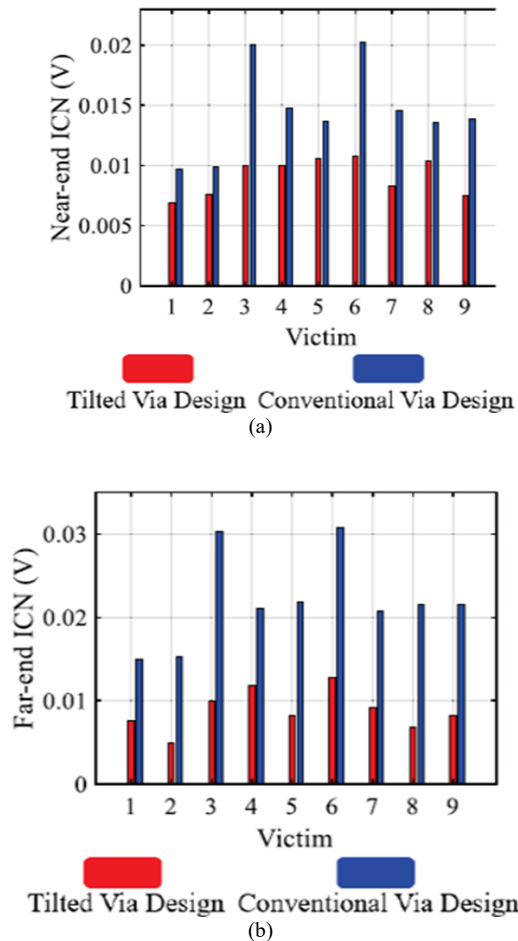 0.02
0.015
0.01
0.005
0
Near-end ICN (V)
1 2 3 4 5 6 7 8 9
Victim
Tilted Via Design Conventional Via Design
(a)
0.03
0.02
0.01
0
Far-end ICN (V)
1 2 3 4 5 6 7 8 9
Victim
Tilted Via Design Conventional Via Design
(b)